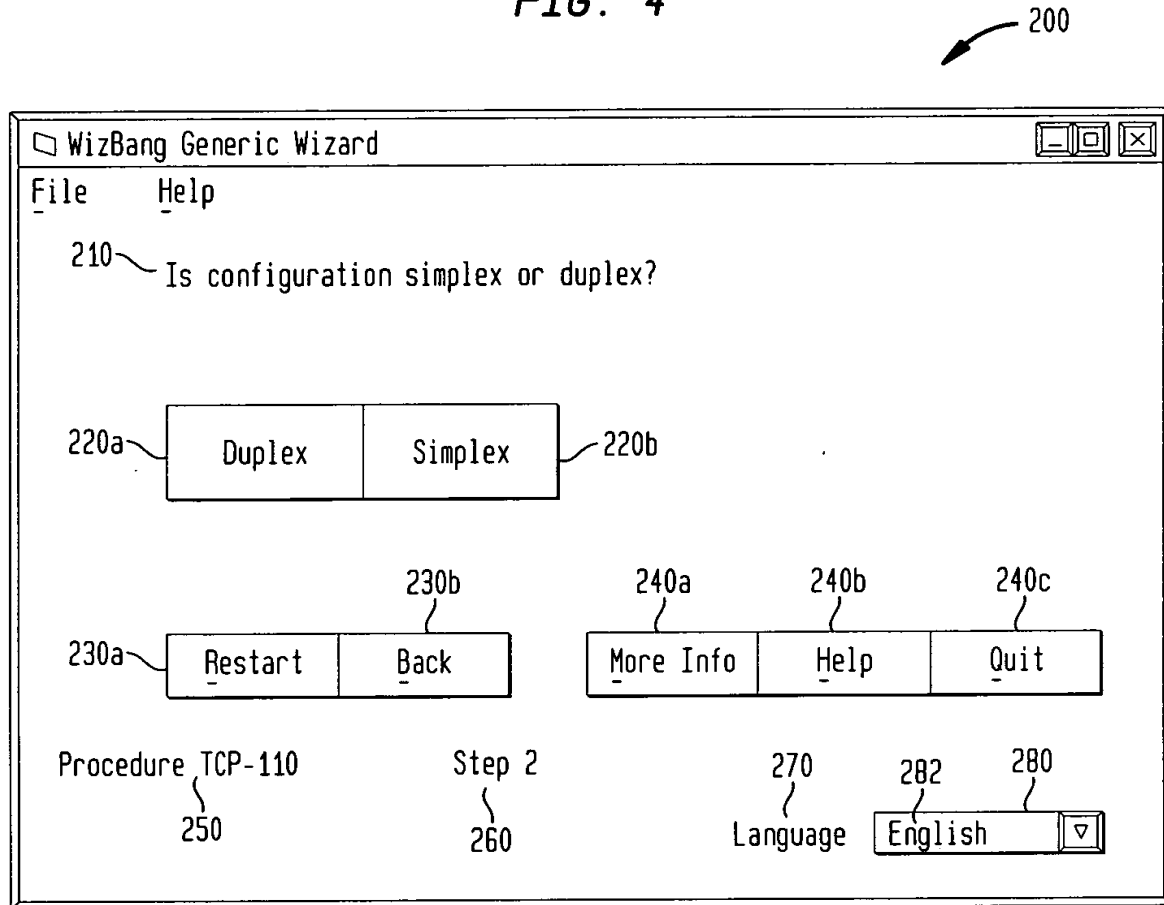 FIG. 4
200
WizBang Generic Wizard
File Help
210 Is configuration simplex or duplex?
220a Duplex Simplex 220b
230b 240a 240b 240c
230a Restart Back More Info Help Quit
Procedure TCP-110 Step 2 270 282 280
250 260 Language English